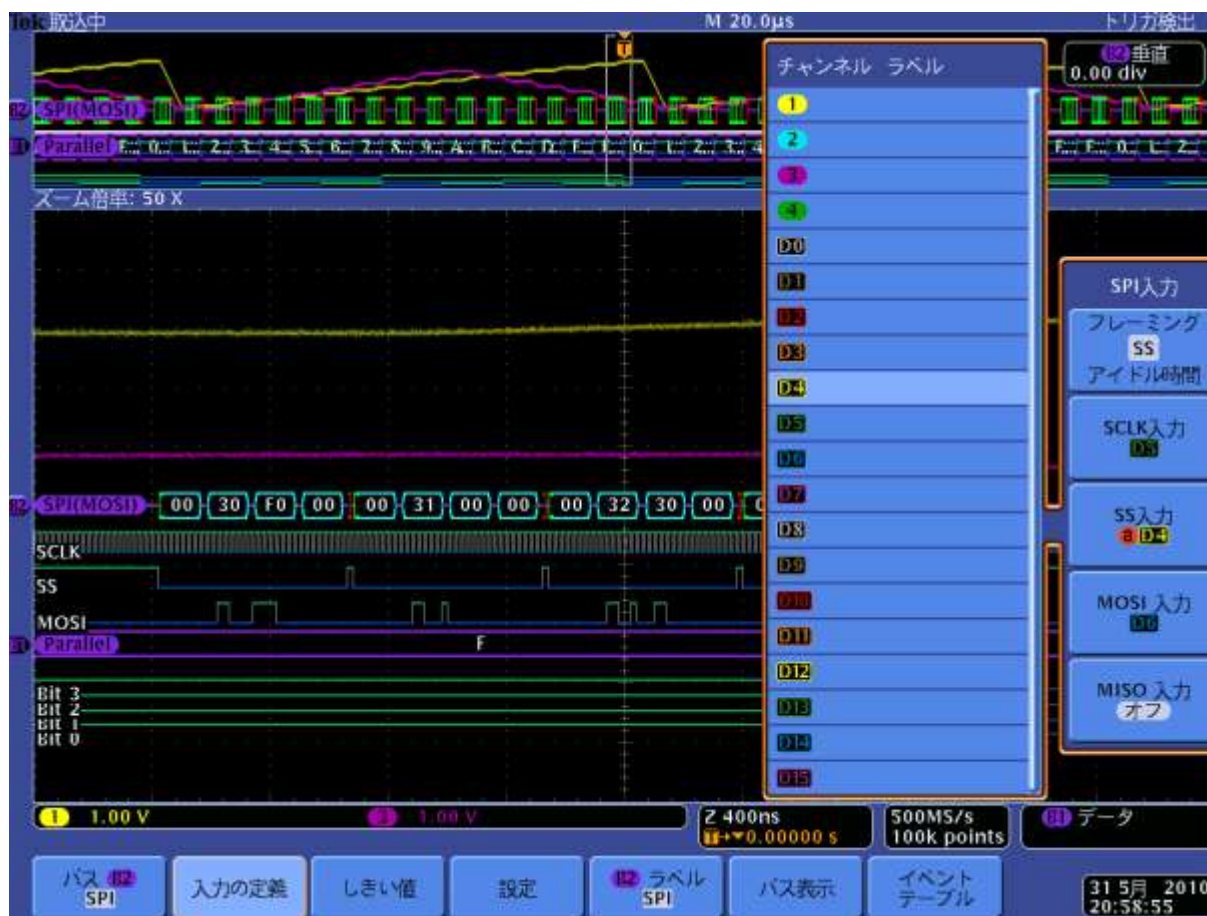 Tek 取込中
M 20.0µs
トリガ検出
B2 垂直
0.00 div
B2 SPI(MOSI)
Parallel
ズーム倍率: 50 X
チャンネル ラベル
1
2
3
4
D0
D1
D2
D3
D4
D5
D6
D7
D8
D9
D10
D11
D12
D13
D14
D15
SPI入力
フレーミング
SS
アイドル時間
SCLK入力
D5
SS入力
a D4
MOSI 入力
D6
MISO 入力
オフ
B2 SPI(MOSI) 00 30 F0 00 00 31 00 00 00 32 30 00
SCLK
SS
MOSI
Parallel F
Bit 3
Bit 2
Bit 1
Bit 0
1 1.00 V
3 1.00 V
Z 400ns
T→▼0.00000 s
500MS/s
100k points
B1 データ
バス B2
SPI
入力の定義
しきい値
設定
B2 ラベル
SPI
バス表示
イベント
テーブル
31 5月 2010
20:58:55